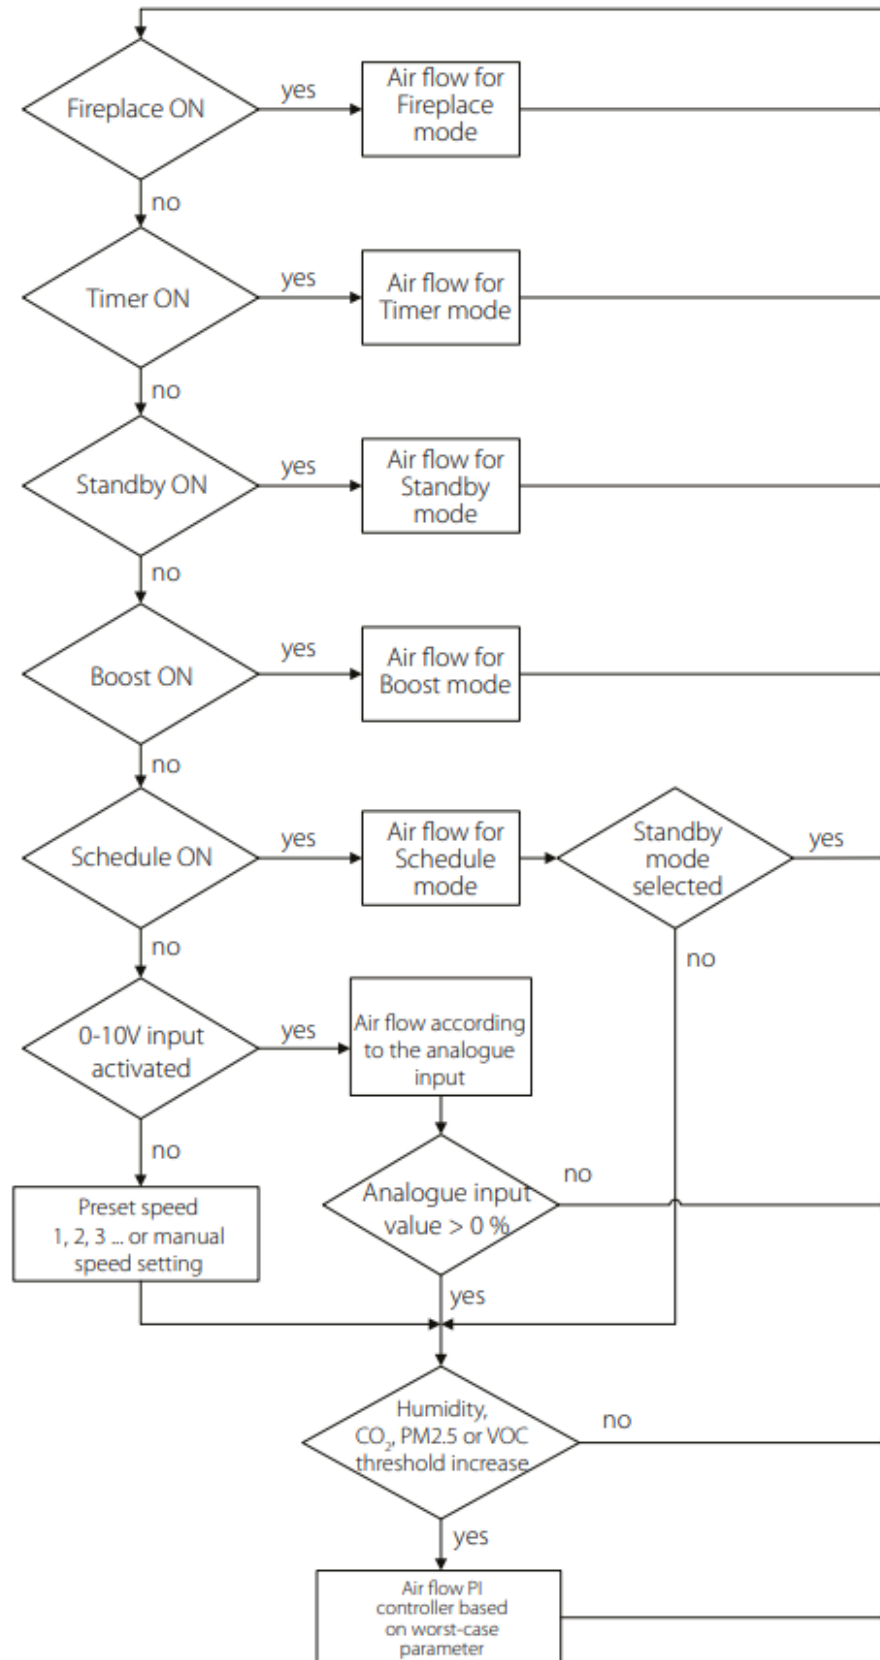 Fireplace ON
yes
Air flow for
Fireplace
mode
no
Timer ON
yes
Air flow for
Timer mode
no
Standby ON
yes
Air flow for
Standby
mode
no
Boost ON
yes
Air flow for
Boost mode
no
Schedule ON
yes
Air flow for
Schedule
mode
Standby
mode
selected
yes
no
no
0-10V input
activated
yes
Air flow according
to the analogue
input
no
Analogue input
value > 0 %
no
Preset speed
1, 2, 3 ... or manual
speed setting
yes
Humidity,
CO₂, PM2.5 or VOC
threshold increase
no
yes
Air flow PI
controller based
on worst-case
parameter